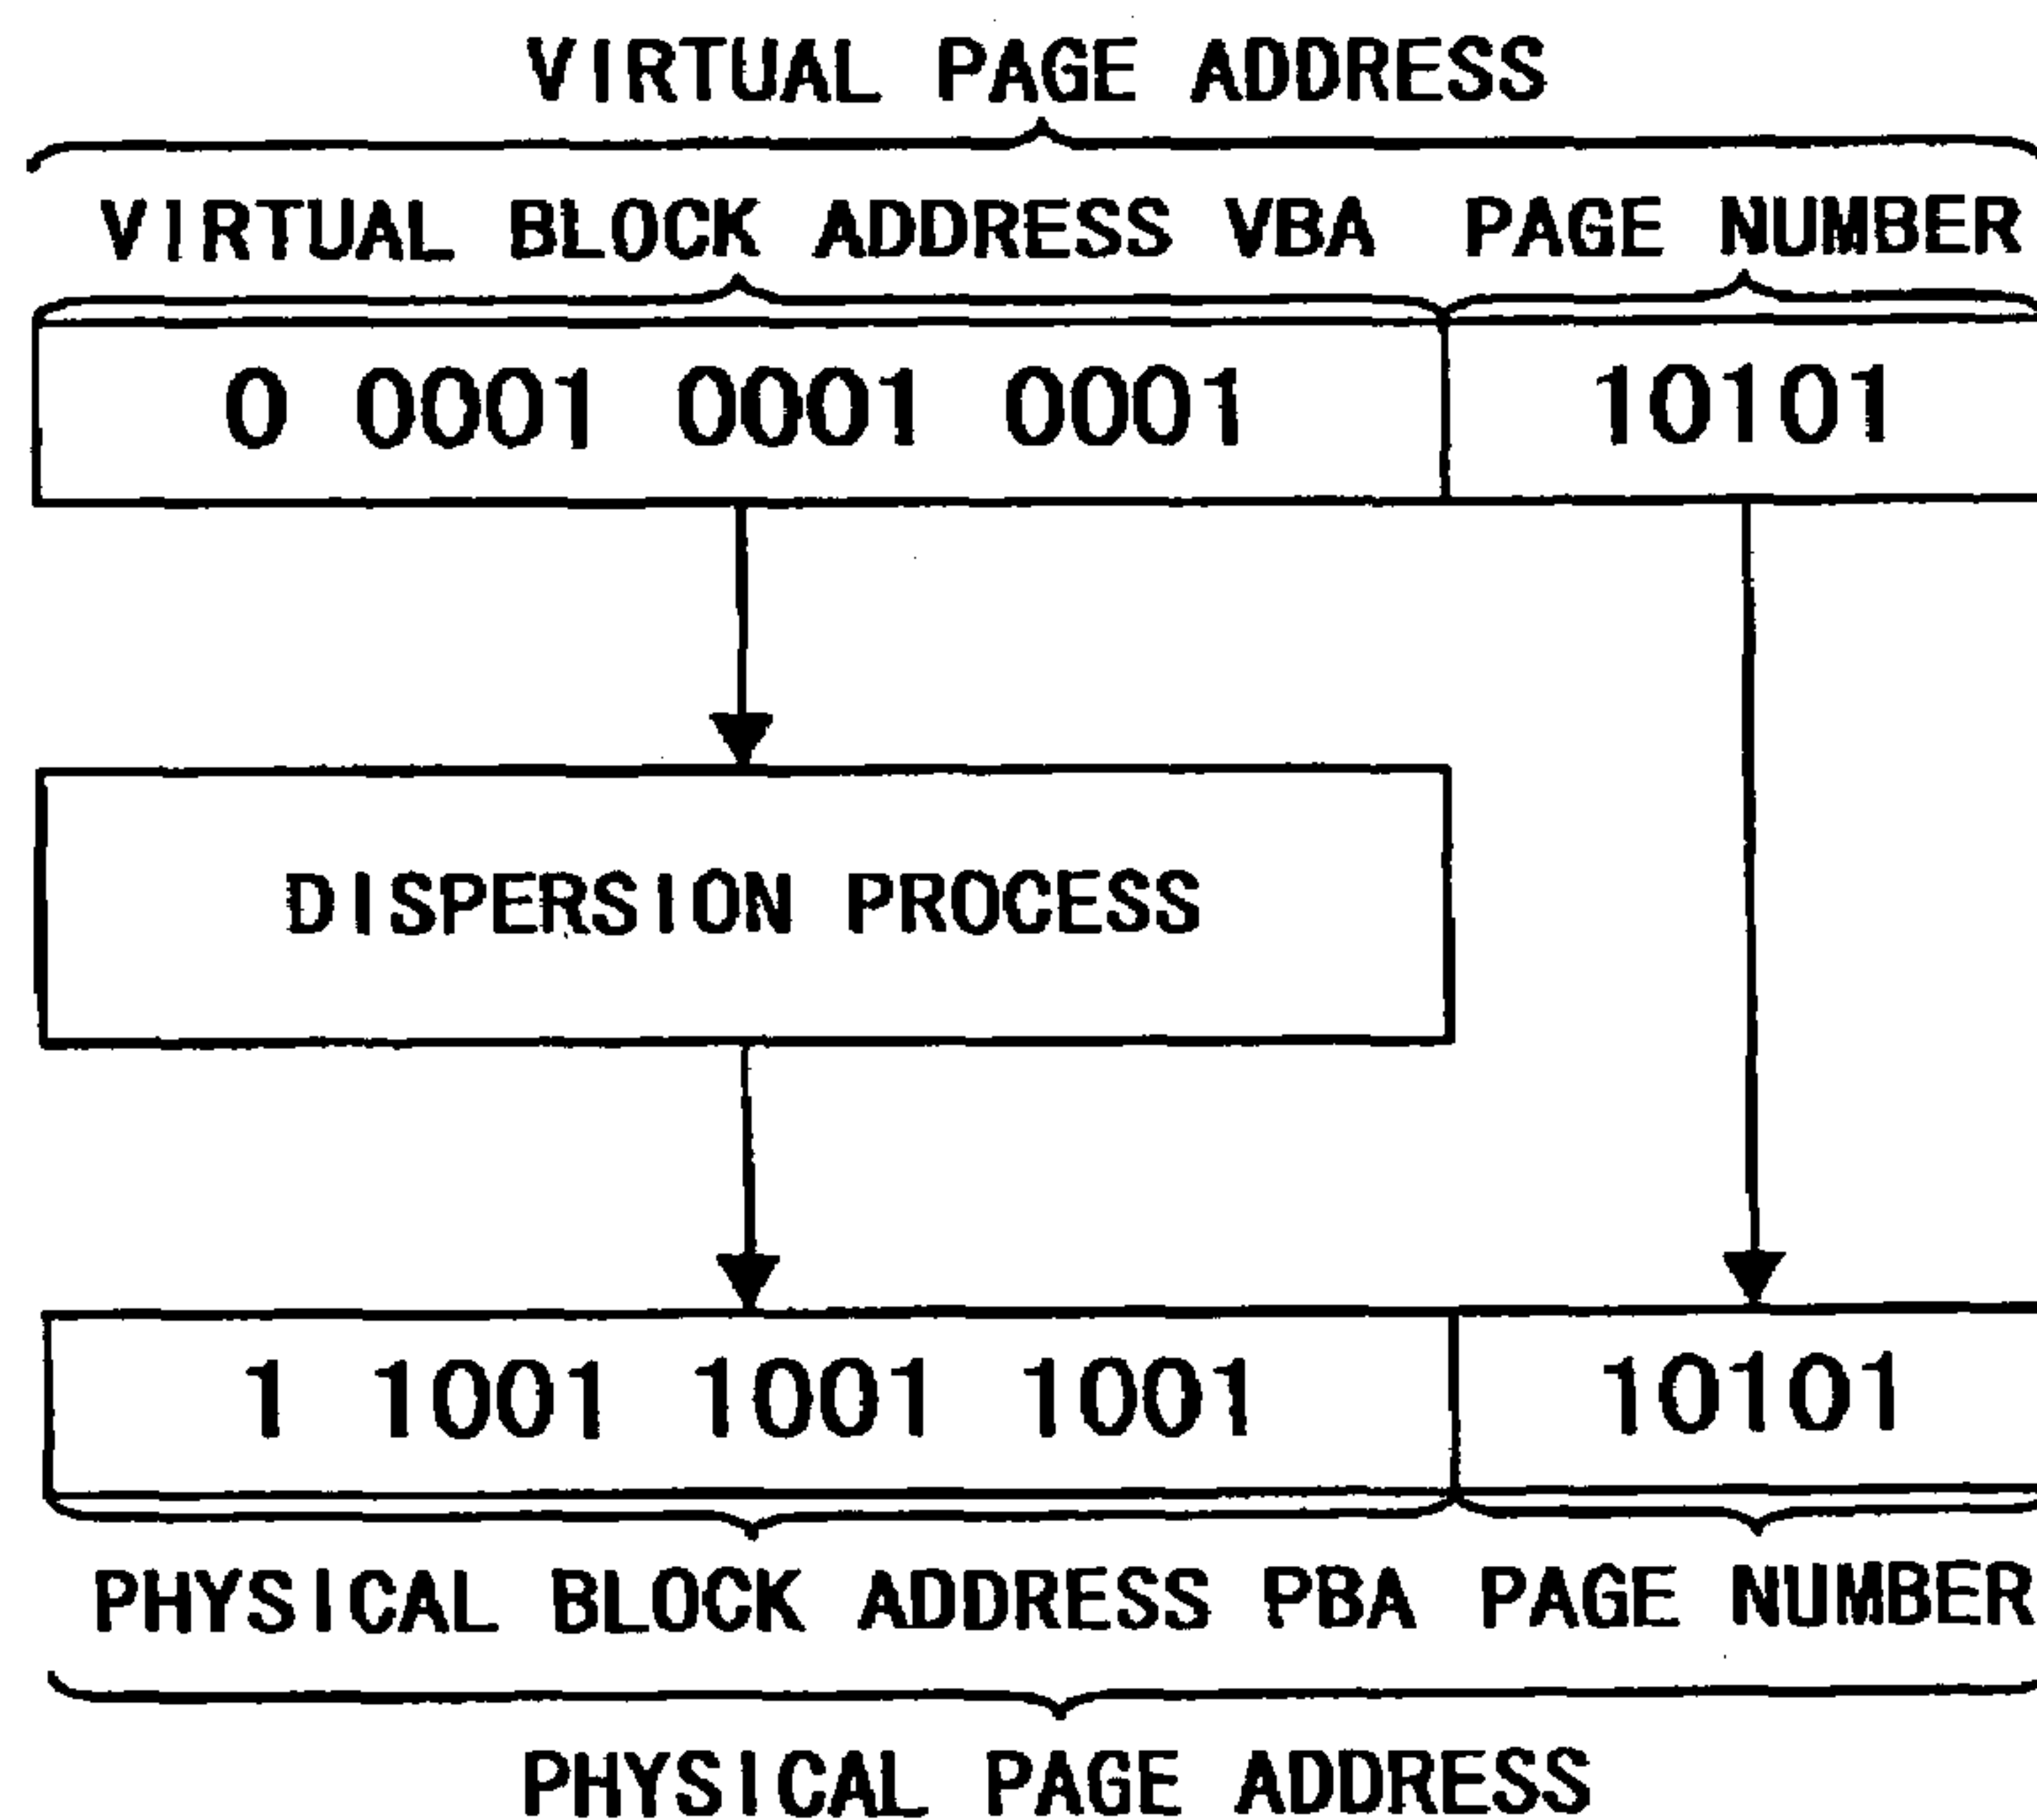 VIRTUAL PAGE ADDRESS
VIRTUAL BLOCK ADDRESS VBA PAGE NUMBER
0 0001 0001 0001 10101
DISPERSION PROCESS
1 1001 1001 1001 10101
PHYSICAL BLOCK ADDRESS PBA PAGE NUMBER
PHYSICAL PAGE ADDRESS